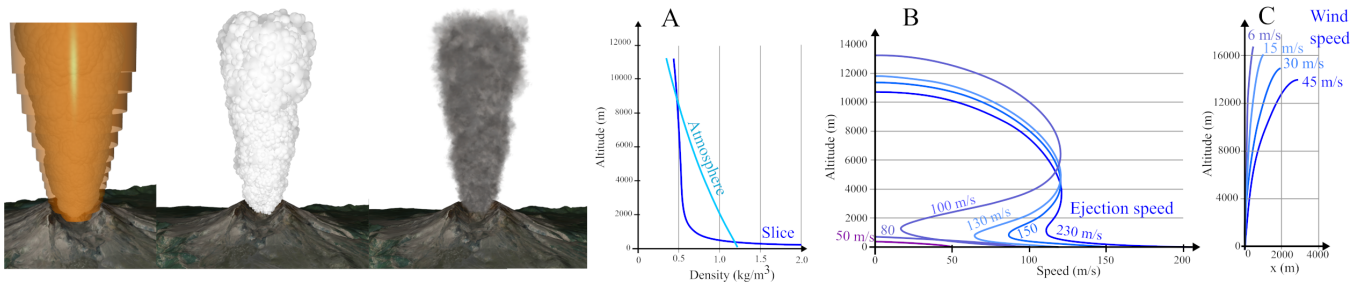 A
12000
10000
8000
6000
4000
2000
0
Altitude (m)
Atmosphere
Slice
0.5
1.0
1.5
2.0
Density (kg/m³)
B
14000
12000
10000
8000
6000
4000
2000
0
Altitude (m)
100 m/s
130 m/s
150
230 m/s
80
50 m/s
Ejection speed
0
50
100
150
200
Speed (m/s)
C
Wind
speed
6 m/s
15 m/s
30 m/s
45 m/s
16000
12000
8000
4000
0
Altitude (m)
0
2000
4000
x (m)